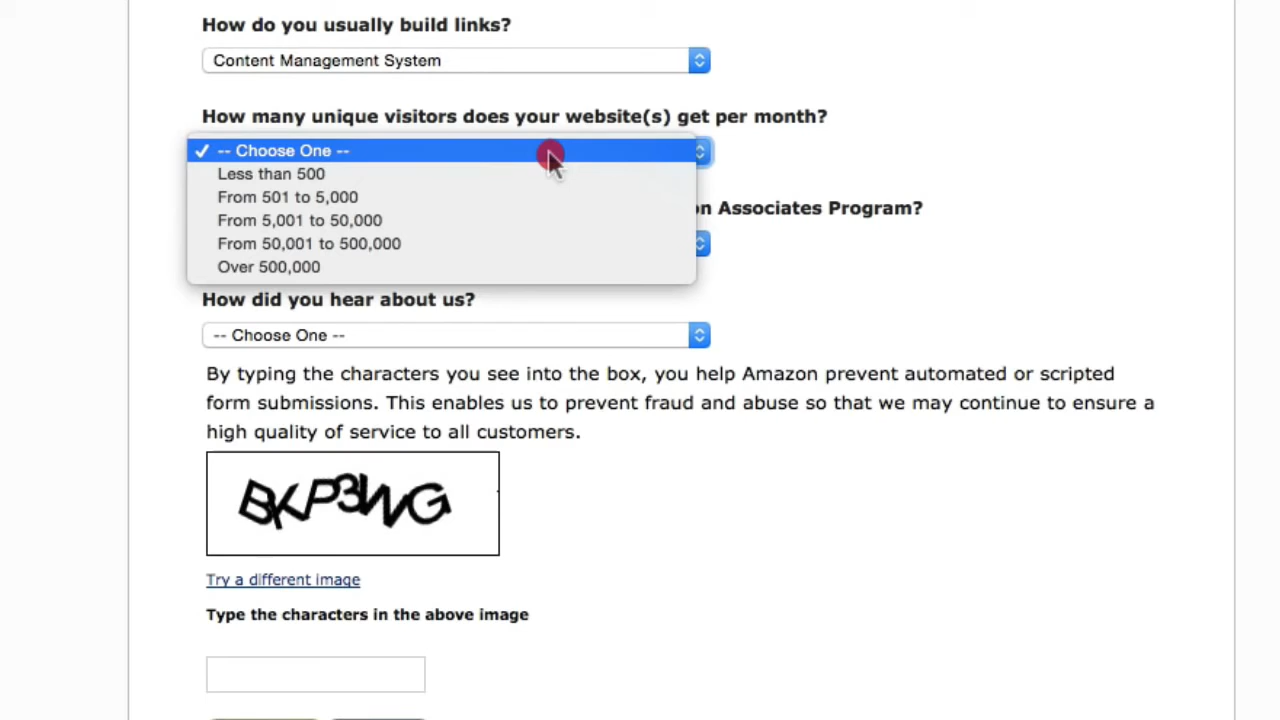 How do you usually build links?
Content Management System
How many unique visitors does your website(s) get per month?
✓ -- Choose One --
Less than 500
From 501 to 5,000
From 5,001 to 50,000
From 50,001 to 500,000
Over 500,000
on Associates Program?
How did you hear about us?
-- Choose One --
By typing the characters you see into the box, you help Amazon prevent automated or scripted
form submissions. This enables us to prevent fraud and abuse so that we may continue to ensure a
high quality of service to all customers.
BKP3WG
Try a different image
Type the characters in the above image